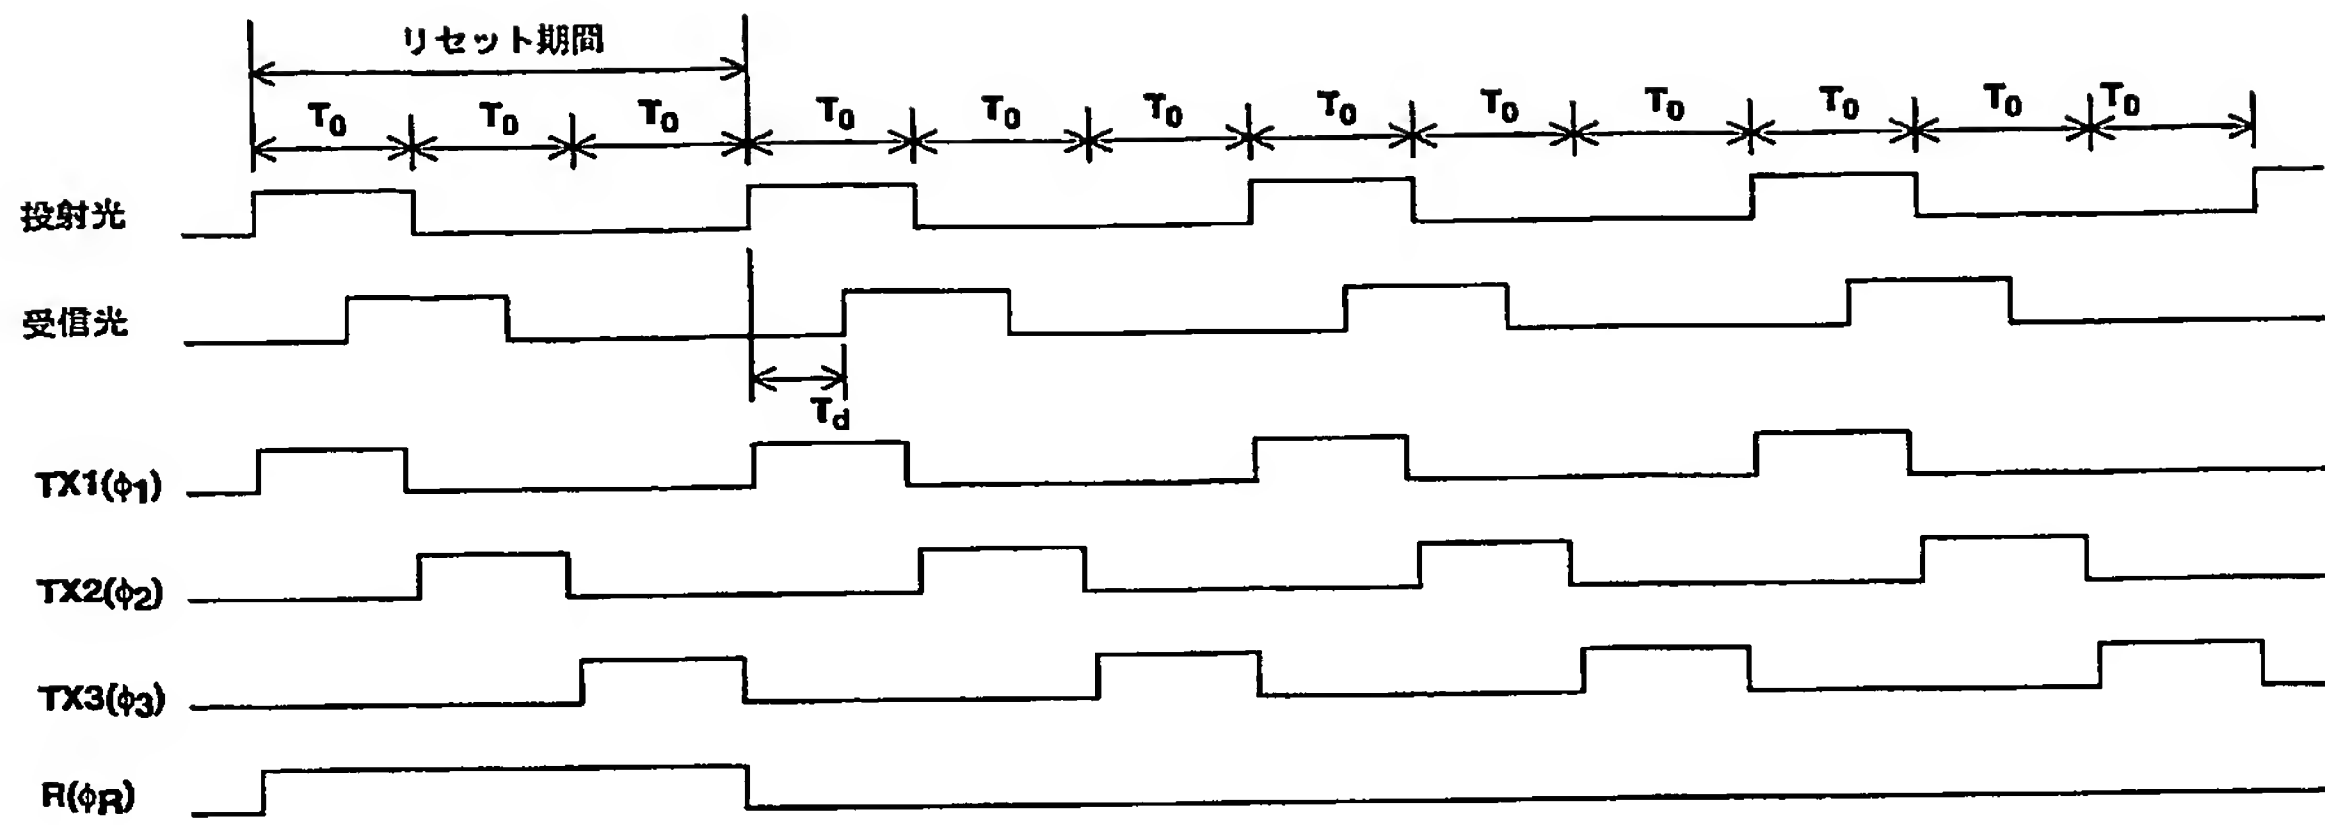 リセット期間
T0 T0 T0 T0 T0 T0 T0 T0 T0 T0 T0 T0
投射光
受信光
Td
TX1(ϕ1)
TX2(ϕ2)
TX3(ϕ3)
R(ϕR)